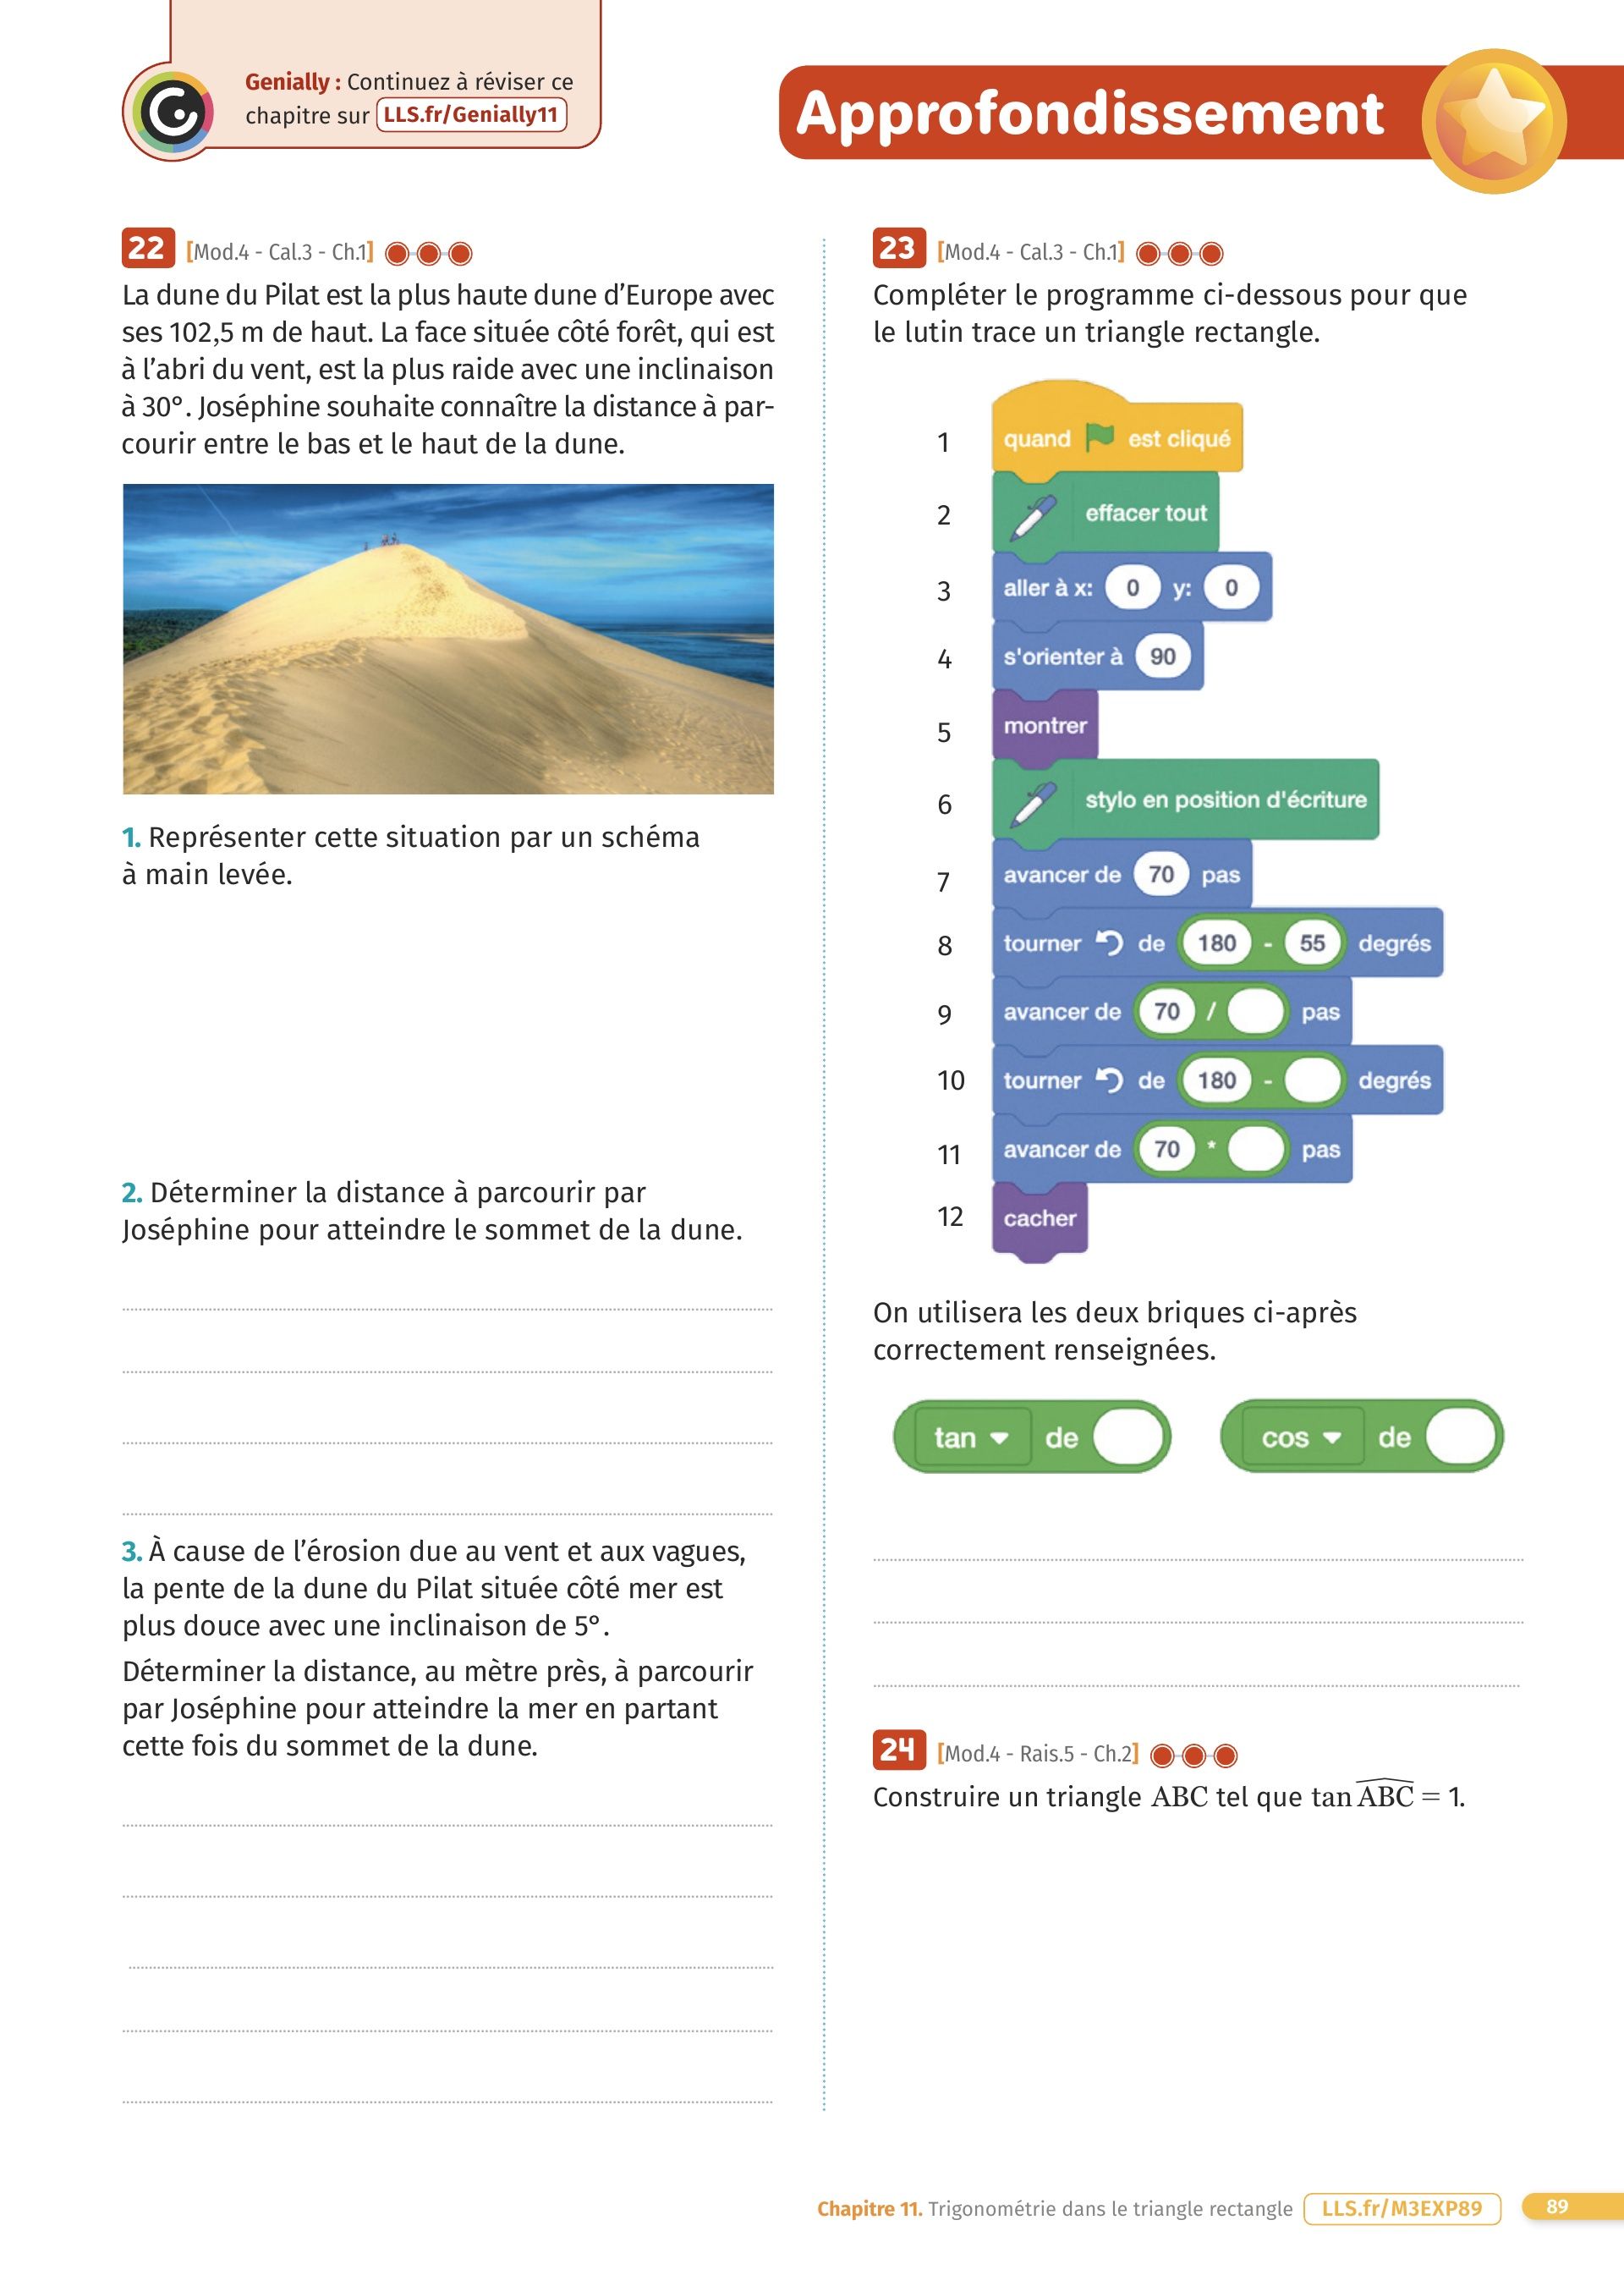 Genially : Continuez à réviser ce
chapitre sur LLS.fr/Genially11
Approfondissement
22 [Mod.4 - Cal.3 - Ch.1]
La dune du Pilat est la plus haute dune d’Europe avec
ses 102,5 m de haut. La face située côté forêt, qui est
à l’abri du vent, est la plus raide avec une inclinaison
à 30°. Joséphine souhaite connaître la distance à par-
courir entre le bas et le haut de la dune.
1. Représenter cette situation par un schéma
à main levée.
2. Déterminer la distance à parcourir par
Joséphine pour atteindre le sommet de la dune.
3. À cause de l’érosion due au vent et aux vagues,
la pente de la dune du Pilat située côté mer est
plus douce avec une inclinaison de 5°.
Déterminer la distance, au mètre près, à parcourir
par Joséphine pour atteindre la mer en partant
cette fois du sommet de la dune.
23 [Mod.4 - Cal.3 - Ch.1]
Compléter le programme ci-dessous pour que
le lutin trace un triangle rectangle.
1 quand est cliqué
2 effacer tout
3 aller à x: 0 y: 0
4 s'orienter à 90
5 montrer
6 stylo en position d'écriture
7 avancer de 70 pas
8 tourner de 180 - 55 degrés
9 avancer de 70 / pas
10 tourner de 180 - degrés
11 avancer de 70 * pas
12 cacher
On utilisera les deux briques ci-après
correctement renseignées.
tan de cos de
24 [Mod.4 - Rais.5 - Ch.2]
Construire un triangle ABC tel que tan ABC = 1.
Chapitre 11. Trigonométrie dans le triangle rectangle LLS.fr/M3EXP89 89